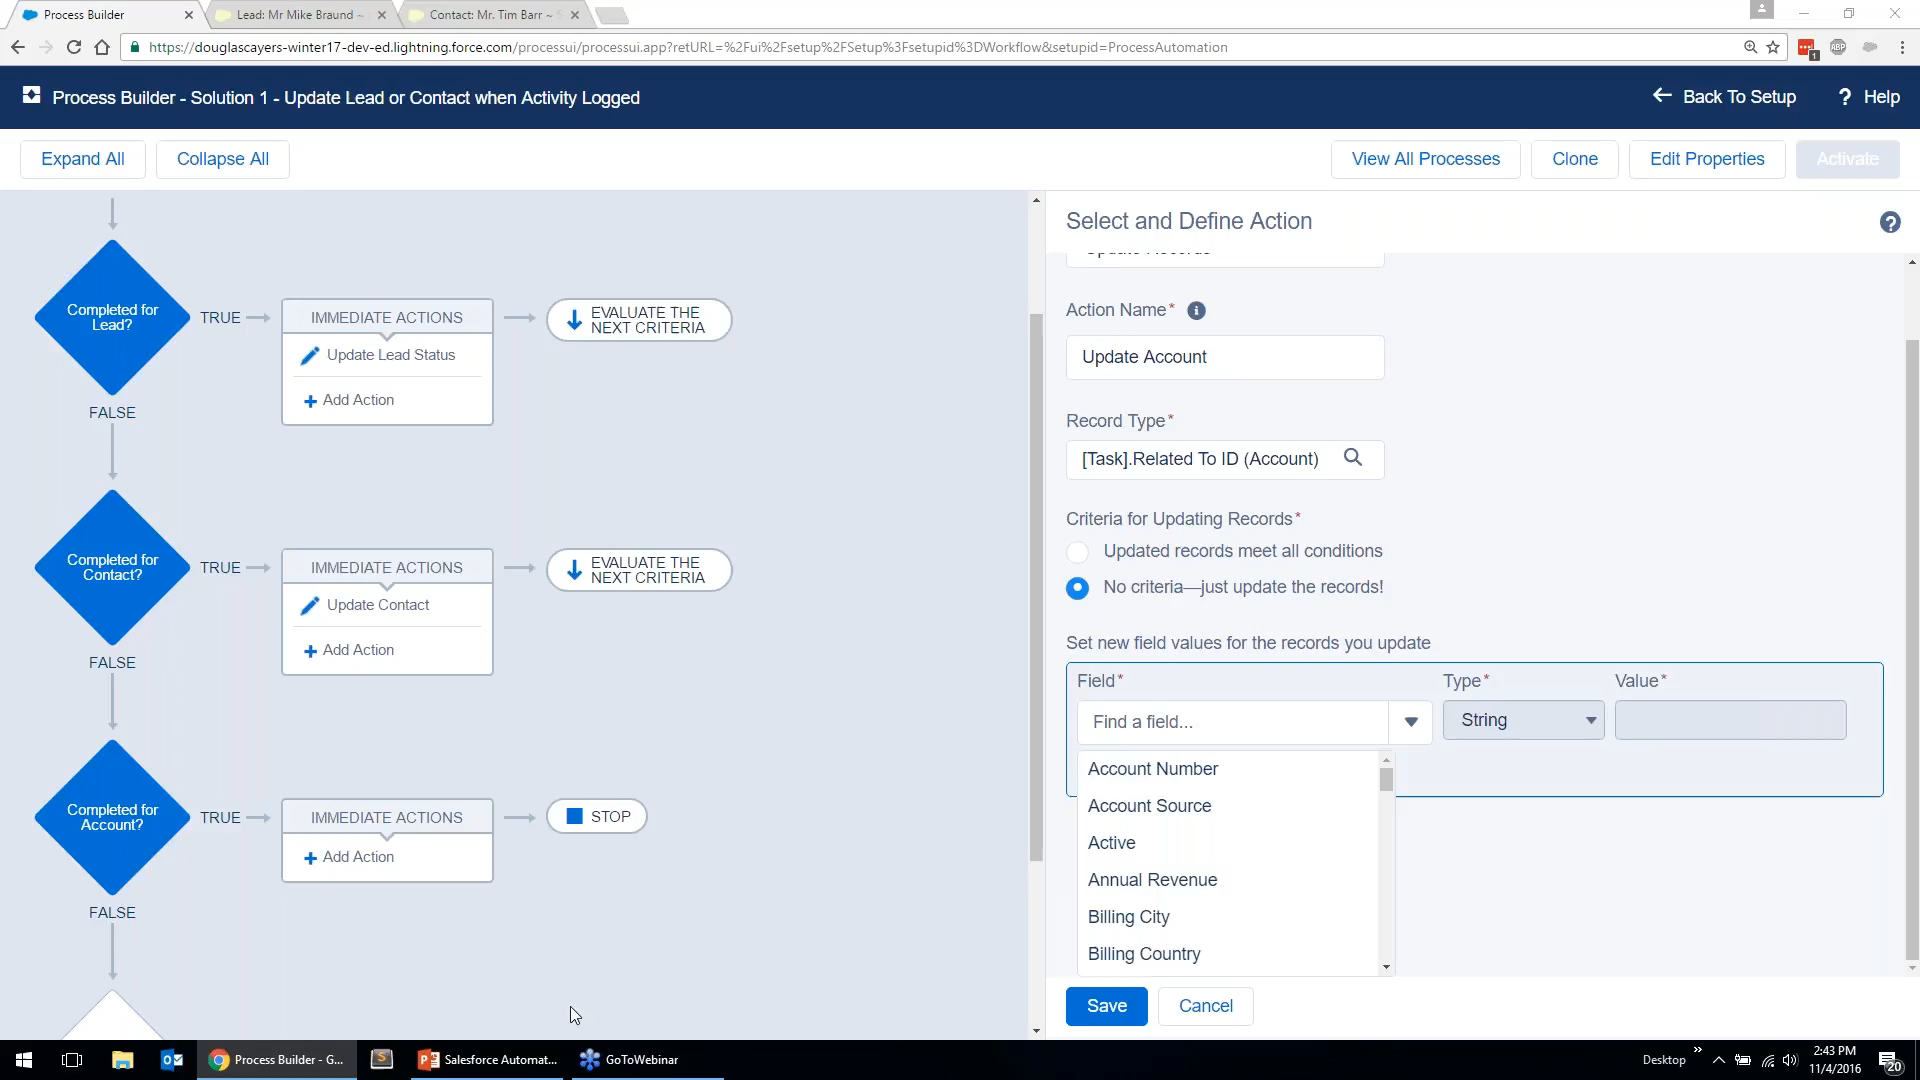 Process Builder
Lead: Mr Mike Braund ~
Contact: Mr. Tim Barr ~
https://douglascayers-winter17-dev-ed.lightning.force.com/processui/processui.app?retURL=%2Fui%2Fsetup%2FSetup%3Fsetupid%3DWorkflow&setupid=ProcessAutomation
1
ABP
Process Builder - Solution 1 - Update Lead or Contact when Activity Logged
Back To Setup
? Help
Expand All
Collapse All
View All Processes
Clone
Edit Properties
Activate
Completed for
Lead?
TRUE
IMMEDIATE ACTIONS
Update Lead Status
+ Add Action
EVALUATE THE
NEXT CRITERIA
FALSE
Completed for
Contact?
TRUE
IMMEDIATE ACTIONS
Update Contact
+ Add Action
EVALUATE THE
NEXT CRITERIA
FALSE
Completed for
Account?
TRUE
IMMEDIATE ACTIONS
+ Add Action
STOP
FALSE
Select and Define Action
?
Update Records
Action Name*
i
Update Account
Record Type*
[Task].Related To ID (Account)
Criteria for Updating Records*
Updated records meet all conditions
No criteria—just update the records!
Set new field values for the records you update
Field*
Type*
Value*
Find a field...
String
Account Number
Account Source
Active
Annual Revenue
Billing City
Billing Country
Save
Cancel
Process Builder - G...
Salesforce Automat...
GoToWebinar
Desktop
2:43 PM
11/4/2016
20